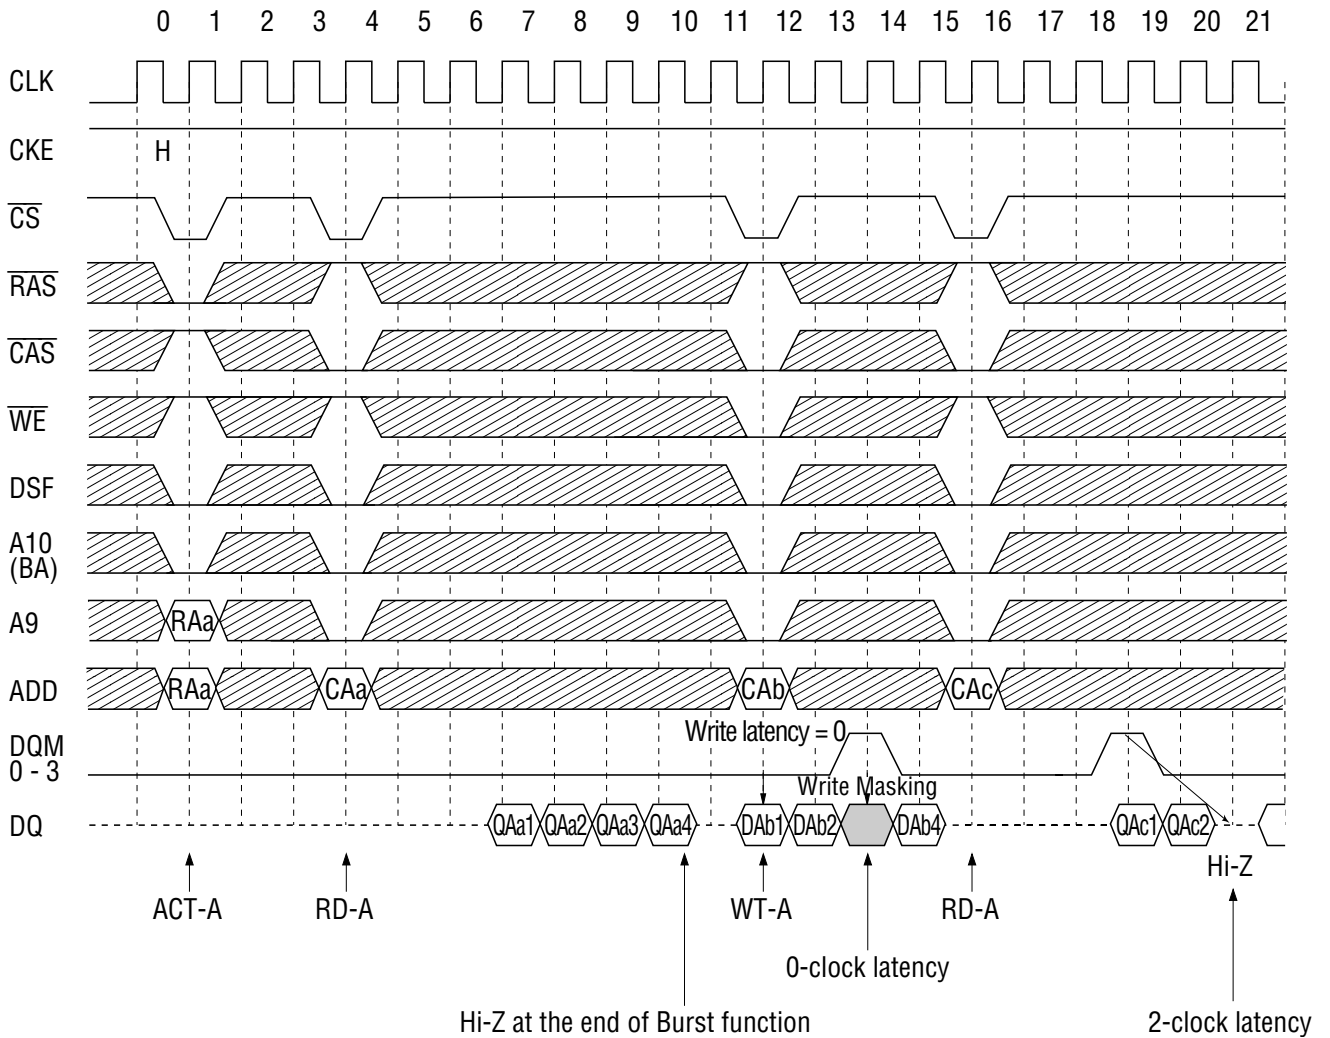 0 1 2 3 4 5 6 7 8 9 10 11 12 13 14 15 16 17 18 19 20 21
CLK
CKE H
CS
RAS
CAS
WE
DSF
A10
(BA)
A9 RAa
ADD RAa CAa CAb CAc
Write latency = 0
DQM
0 - 3
Write Masking
DQ QAa1 QAa2 QAa3 QAa4 DAb1 DAb2 DAb4 QAc1 QAc2
Hi-Z
ACT-A RD-A WT-A RD-A
0-clock latency
Hi-Z at the end of Burst function 2-clock latency